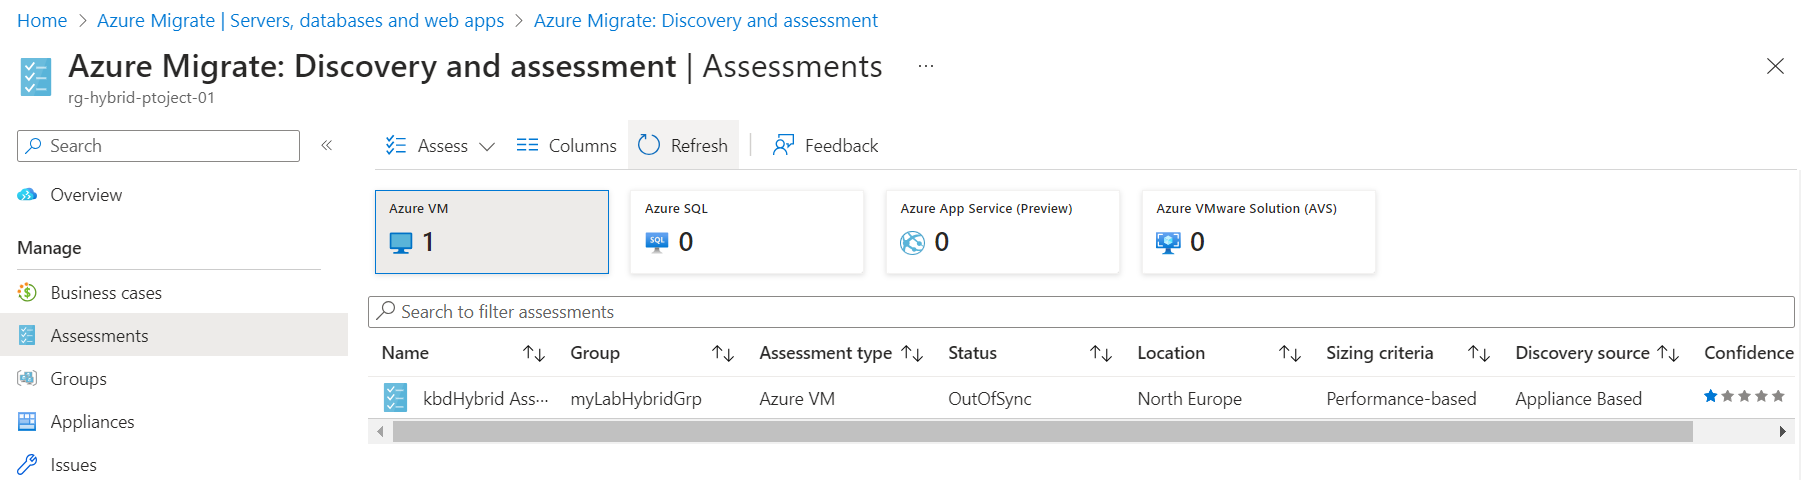 Home > Azure Migrate | Servers, databases and web apps > Azure Migrate: Discovery and assessment
Azure Migrate: Discovery and assessment | Assessments ...
rg-hybrid-ptoject-01
Search «
Overview
Manage
Business cases
Assessments
Groups
Appliances
Issues
Assess Columns Refresh Feedback
Azure VM
1
Azure SQL
SQL 0
Azure App Service (Preview)
0
Azure VMware Solution (AVS)
0
Search to filter assessments
Name Group Assessment type Status Location Sizing criteria Discovery source Confidence
kbdHybrid Ass... myLabHybridGrp Azure VM OutOfSync North Europe Performance-based Appliance Based